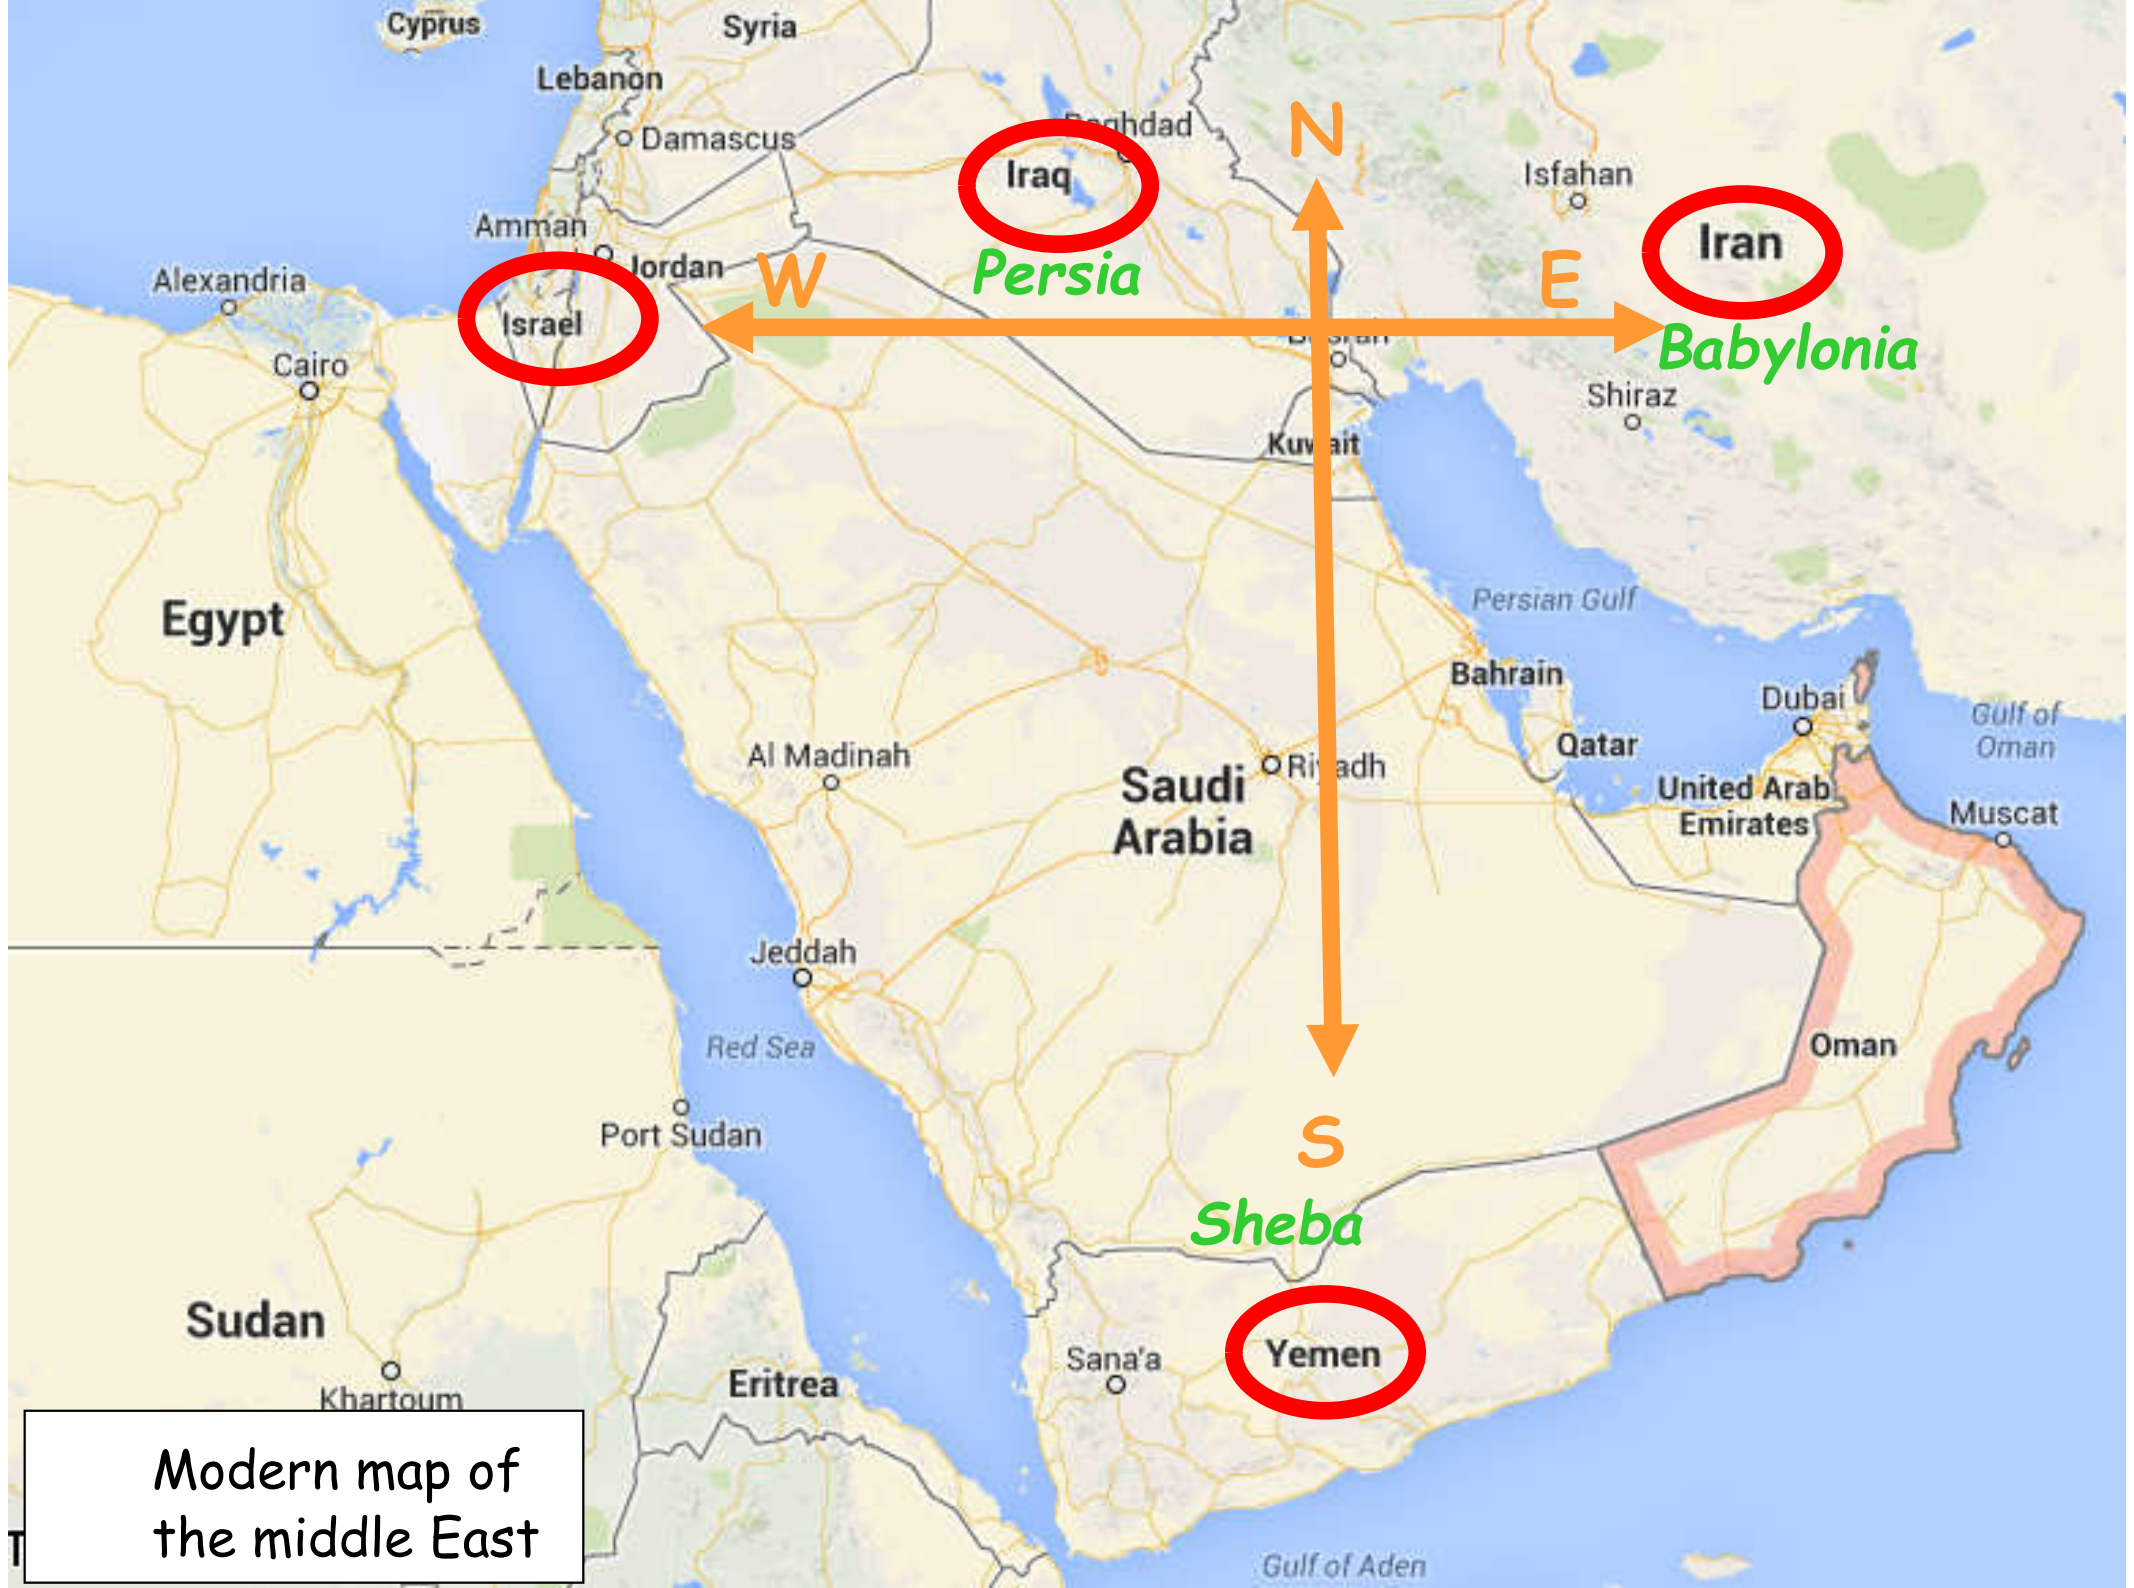 Cyprus
Syria
Lebanon
Damascus
Baghdad
N
Iraq
Isfahan
Amman
Iran
Jordan
W
Persia
E
Alexandria
Israel
Basrah
Babylonia
Cairo
Shiraz
Kuwait
Persian Gulf
Egypt
Bahrain
Dubai
Gulf of
Oman
Qatar
Al Madinah
Riyadh
Saudi
Arabia
United Arab
Emirates
Muscat
Jeddah
Red Sea
Oman
Port Sudan
S
Sheba
Sudan
Yemen
Sana'a
Khartoum
Eritrea
Modern map of
the middle East
Gulf of Aden